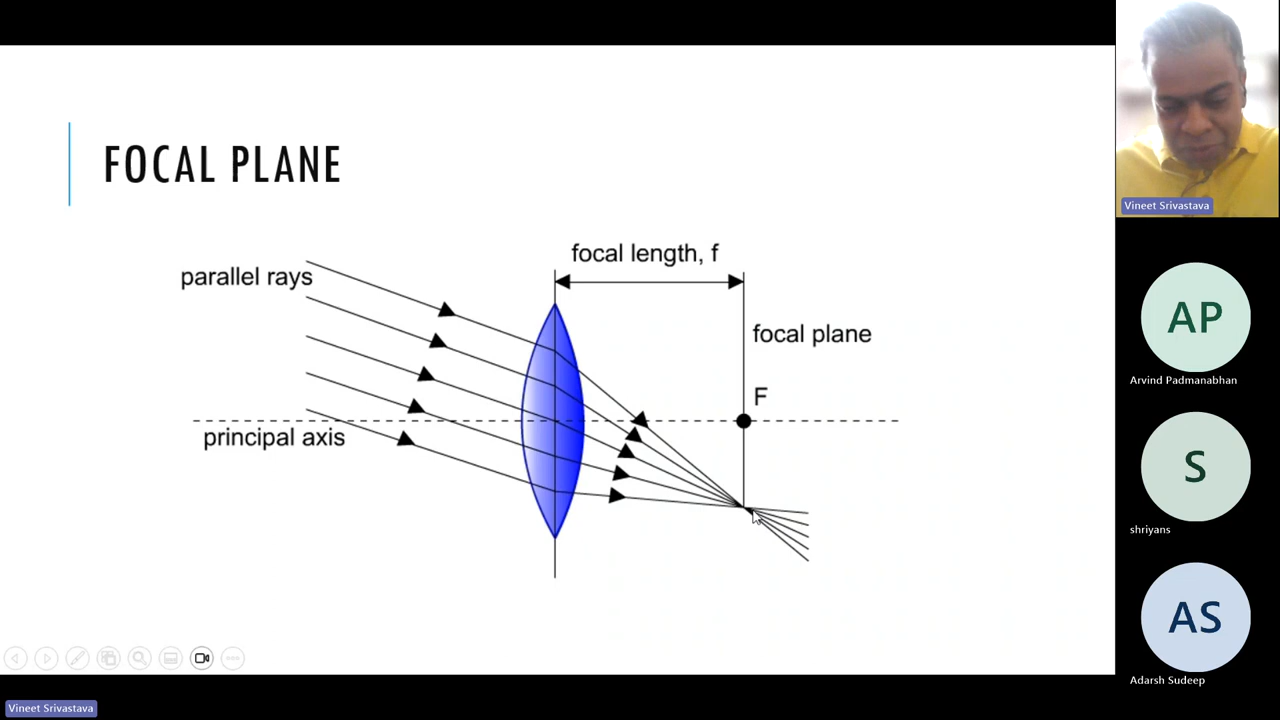 FOCAL PLANE
focal length, f
parallel rays
focal plane
F
principal axis
Vineet Srivastava
AP
Arvind Padmanabhan
S
shriyans
AS
Adarsh Sudeep
Vineet Srivastava